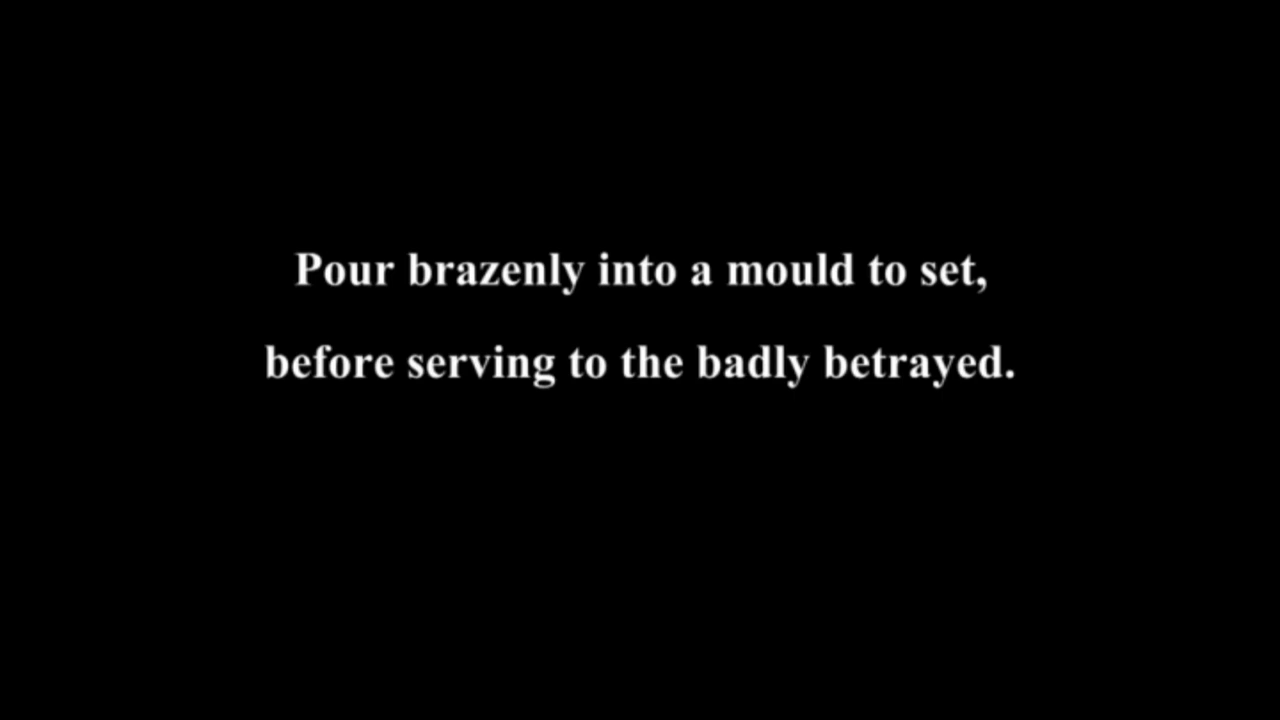 Pour brazenly into a mould to set,
before serving to the badly betrayed.